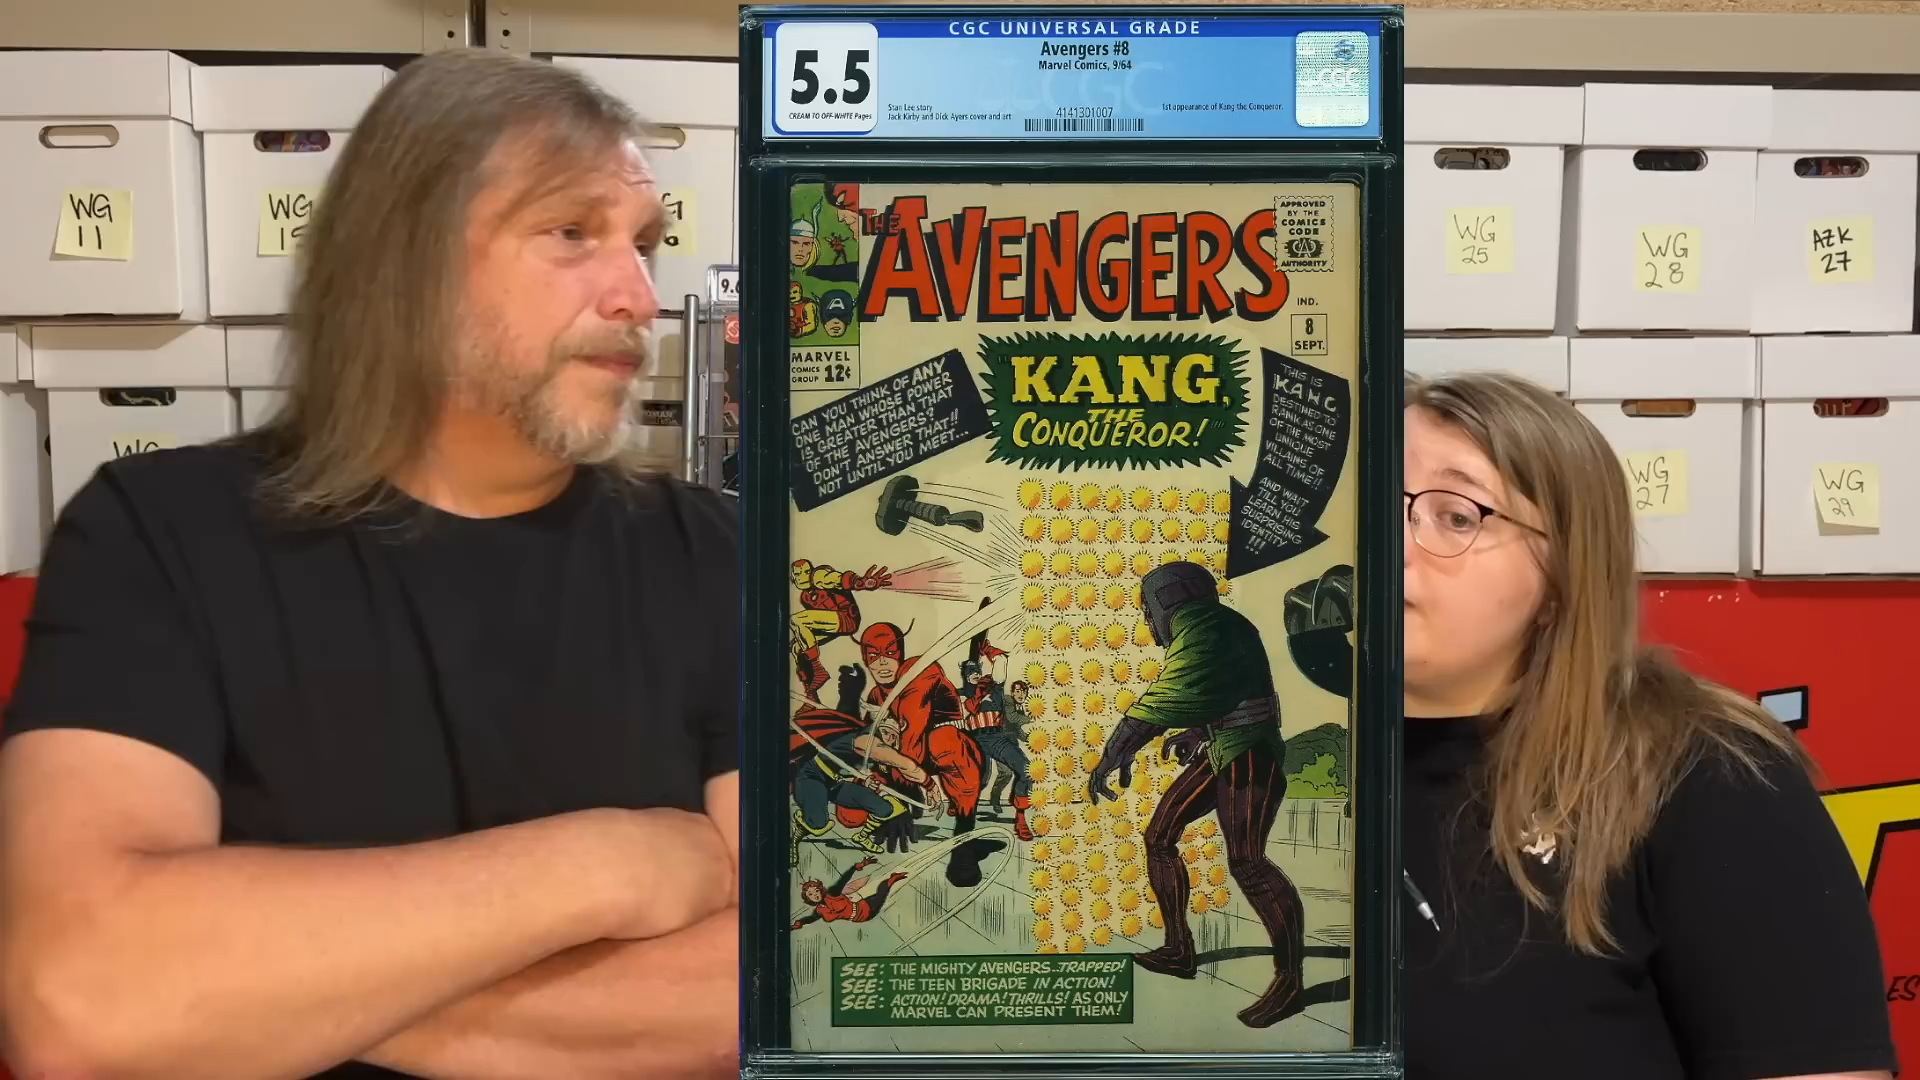 CGC UNIVERSAL GRADE
5.5
CREAM TO OFF-WHITE Pages
Avengers #8
Marvel Comics, 9/64
Stan Lee story
Jack Kirby and Dick Ayers cover and art
4141301007
1st appearance of Kang the Conqueror.
CGC
THE AVENGERS
APPROVED
BY THE
COMICS
CODE
AUTHORITY
IND.
8
SEPT.
MARVEL
COMICS
GROUP 12¢
CAN YOU THINK OF ANY
ONE MAN WHOSE POWER
IS GREATER THAN THAT
OF THE AVENGERS?
DON'T ANSWER THAT!!
NOT UNTIL YOU MEET...
"KANG,
THE
CONQUEROR!"
THIS IS
KANG,
DESTINED TO
RANK AS ONE
OF THE MOST
UNIQUE
VILLAINS OF
ALL TIME!!
AND WAIT
TILL YOU
LEARN HIS
SURPRISING
IDENTITY
!!!
SEE: THE MIGHTY AVENGERS..TRAPPED!
SEE: THE TEEN BRIGADE IN ACTION!
SEE: ACTION! DRAMA! THRILLS! AS ONLY
MARVEL CAN PRESENT THEM!
WG
11
WG
WG
WG
25
WG
28
AZK
27
WG
27
WG
29